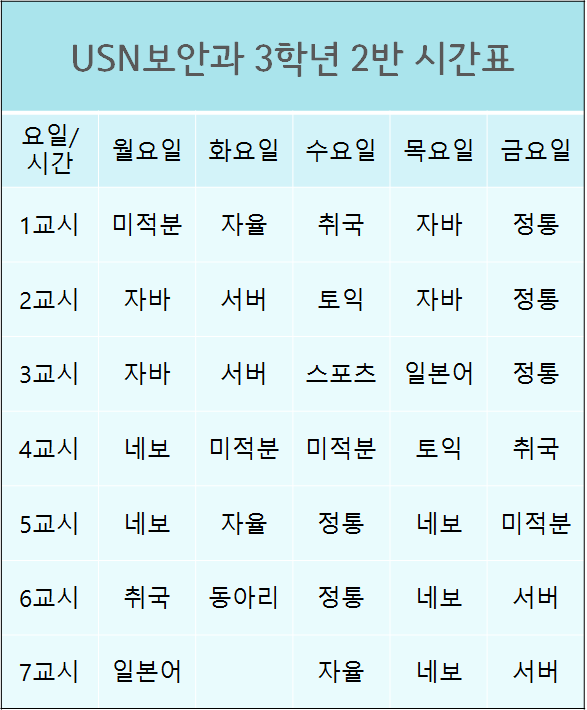 USN보안과 3학년 2반 시간표
요일/
시간 월요일 화요일 수요일 목요일 금요일
1교시 미적분 자율 취국 자바 정통
2교시 자바 서버 토익 자바 정통
3교시 자바 서버 스포츠 일본어 정통
4교시 네보 미적분 미적분 토익 취국
5교시 네보 자율 정통 네보 미적분
6교시 취국 동아리 정통 네보 서버
7교시 일본어 자율 네보 서버